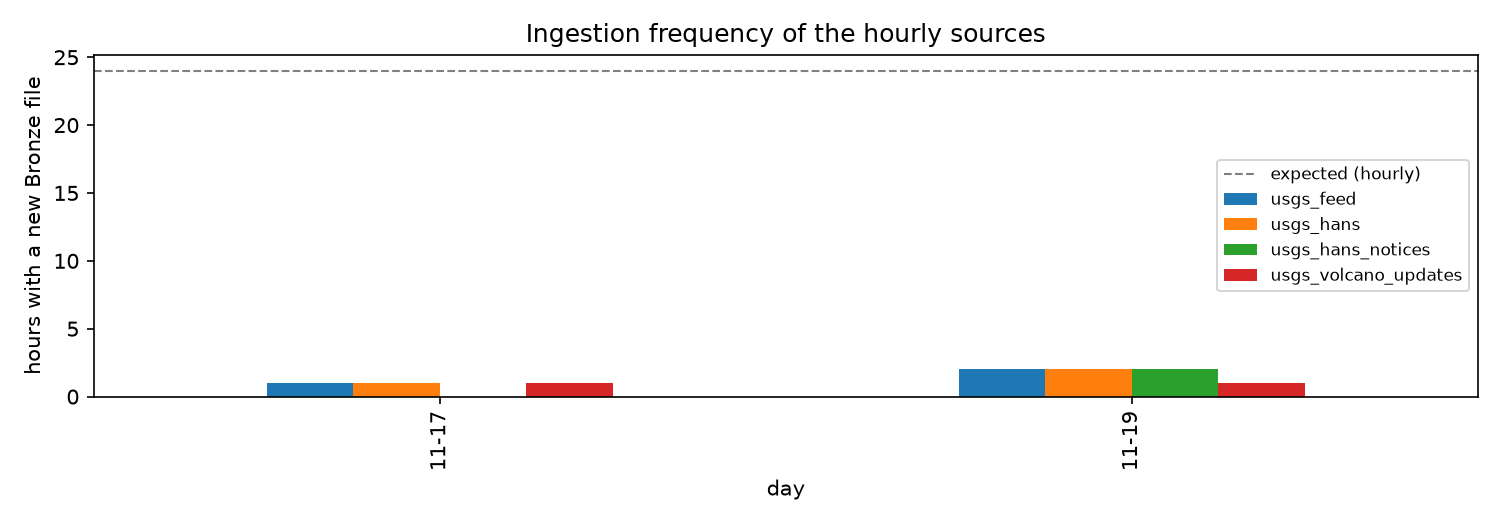 Ingestion frequency of the hourly sources
hours with a new Bronze file
25
20
15
10
5
0
expected (hourly)
usgs_feed
usgs_hans
usgs_hans_notices
usgs_volcano_updates
11-17
11-19
day